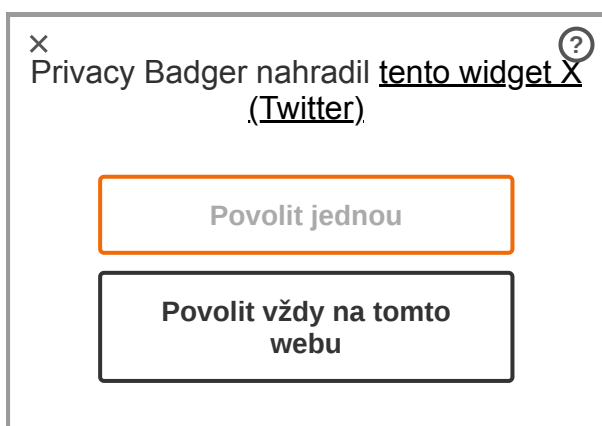 ×
?
Privacy Badger nahradil tento widget X
(Twitter)
Povolit jednou
Povolit vždy na tomto
webu